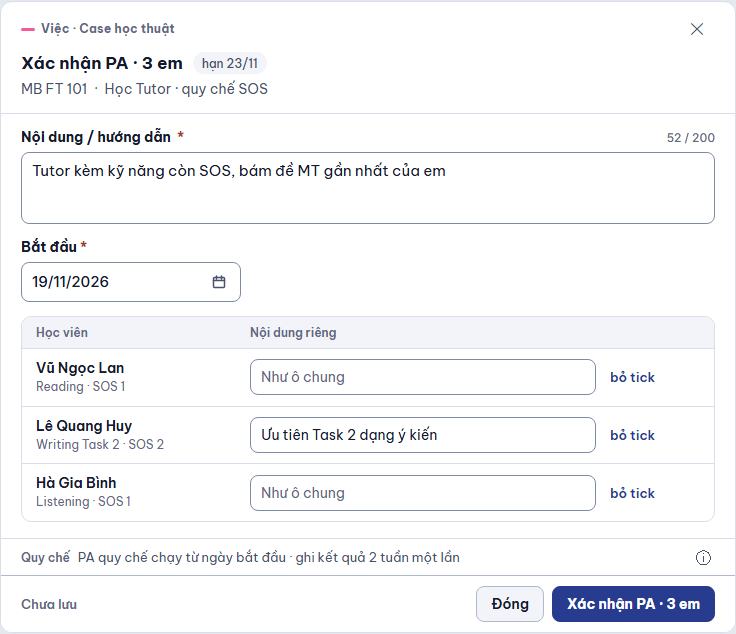 Việc · Case học thuật
Xác nhận PA · 3 em hạn 23/11
MB FT 101 · Học Tutor · quy chế SOS
Nội dung / hướng dẫn * 52 / 200
Tutor kèm kỹ năng còn SOS, bám đề MT gần nhất của em
Bắt đầu *
19/11/2026
Học viên Nội dung riêng
Vũ Ngọc Lan
Reading · SOS 1
Như ô chung bỏ tick
Lê Quang Huy
Writing Task 2 · SOS 2
Ưu tiên Task 2 dạng ý kiến bỏ tick
Hà Gia Bình
Listening · SOS 1
Như ô chung bỏ tick
Quy chế PA quy chế chạy từ ngày bắt đầu · ghi kết quả 2 tuần một lần
Chưa lưu Đóng Xác nhận PA · 3 em